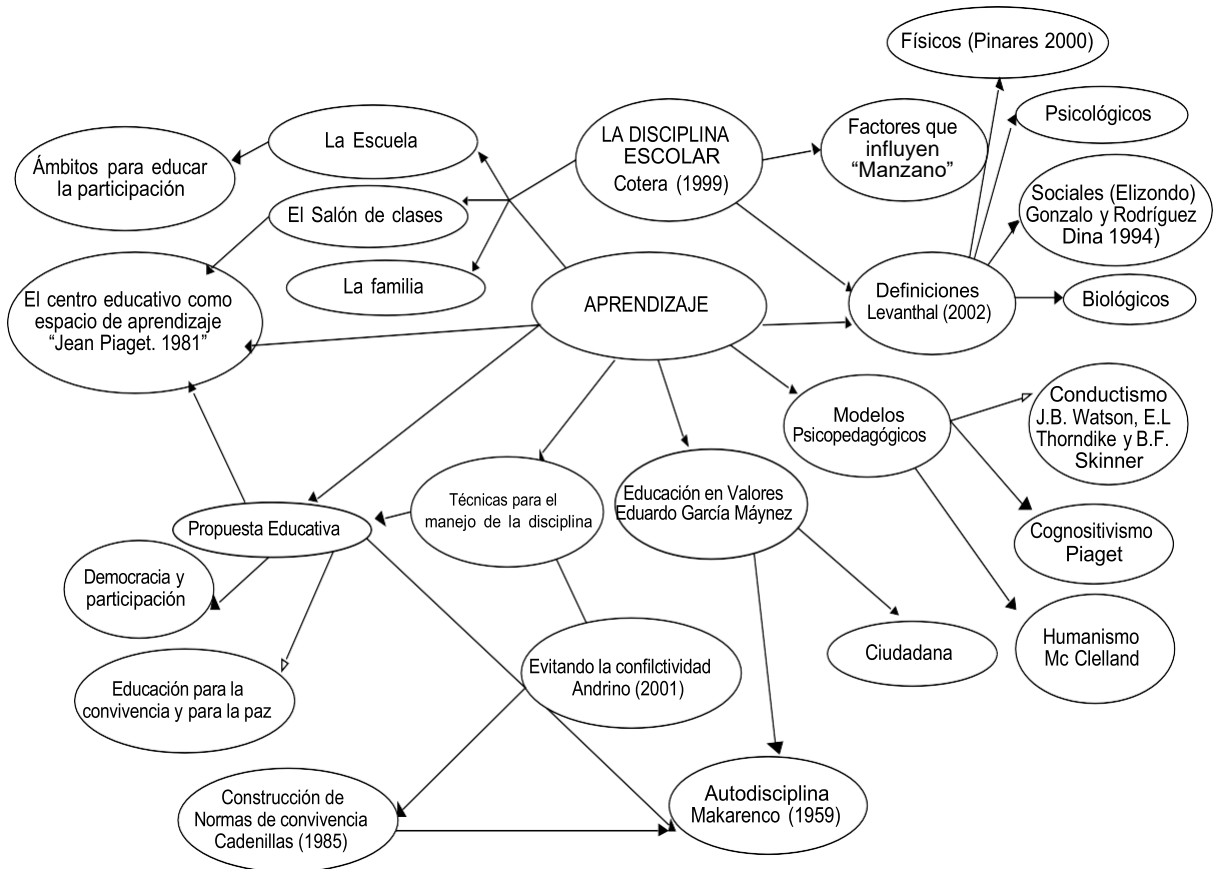 Físicos (Pinares 2000)
Psicológicos
LA DISCIPLINA
ESCOLAR
Cotera (1999)
Factores que
influyen
“Manzano”
La Escuela
Ámbitos para educar
la participación
Sociales (Elizondo)
Gonzalo y Rodríguez
Dina 1994)
El Salón de clases
La familia
El centro educativo como
espacio de aprendizaje
“Jean Piaget. 1981”
APRENDIZAJE
Definiciones
Levanthal (2002)
Biológicos
Modelos
Psicopedagógicos
Conductismo
J.B. Watson, E.L
Thorndike y B.F.
Skinner
Técnicas para el
manejo de la disciplina
Educación en Valores
Eduardo García Máynez
Propuesta Educativa
Cognositivismo
Piaget
Democracia y
participación
Humanismo
Mc Clelland
Ciudadana
Evitando la confilctividad
Andrino (2001)
Educación para la
convivencia y para la paz
Construcción de
Normas de convivencia
Cadenillas (1985)
Autodisciplina
Makarenco (1959)